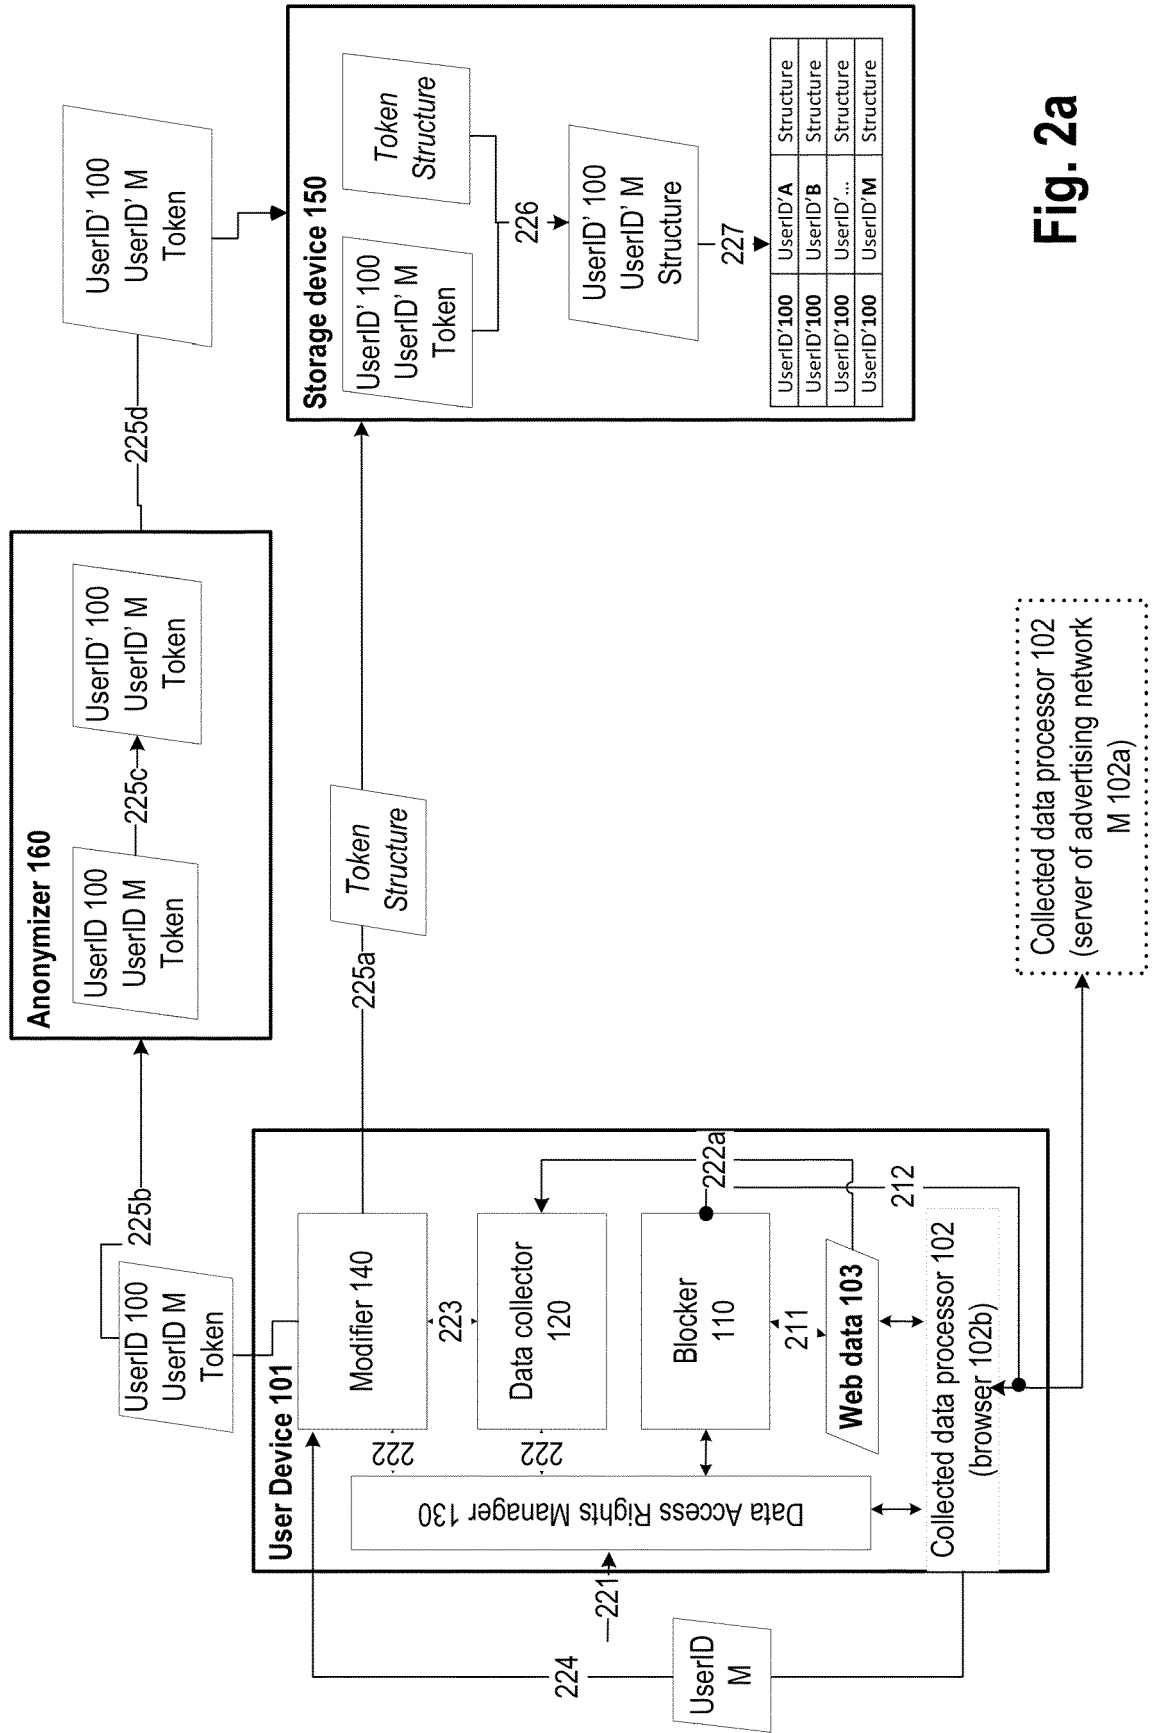 UserID
M
224
221
User Device 101
Data Access Rights Manager 130
222
222
Modifier 140
223
Data collector
120
Blocker
110
211
Web data 103
222a
212
Collected data processor 102
(browser 102b)
UserID 100
UserID M
Token
225b
Anonymizer 160
UserID 100
UserID M
Token
225c
UserID' 100
UserID' M
Token
225a
Token
Structure
225d
UserID' 100
UserID' M
Token
Storage device 150
UserID' 100
UserID' M
Token
Token
Structure
226
UserID' 100
UserID' M
Structure
227
UserID'100 UserID'A Structure
UserID'100 UserID'B Structure
UserID'100 UserID'... Structure
UserID'100 UserID'M Structure
Collected data processor 102
(server of advertising network
M 102a)
Fig. 2a